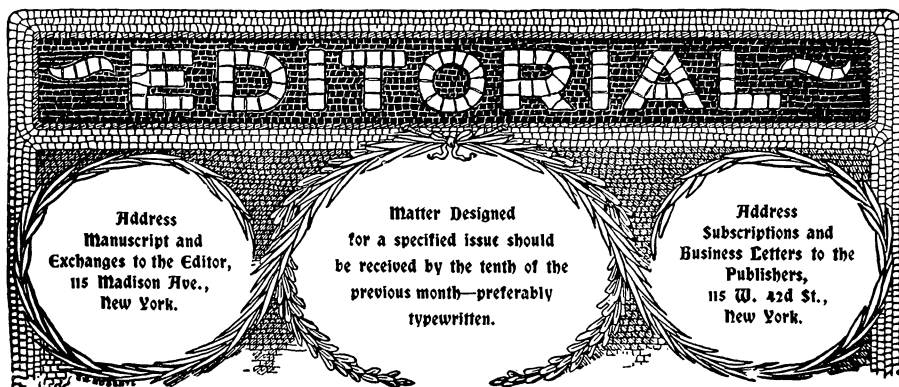 EDITORIAL
Address
Manuscript and
Exchanges to the Editor,
115 Madison Ave.,
New York.
Matter Designed
for a specified issue should
be received by the tenth of the
previous month—preferably
typewritten.
Address
Subscriptions and
Business Letters to the
Publishers,
115 W. 42d St.,
New York.